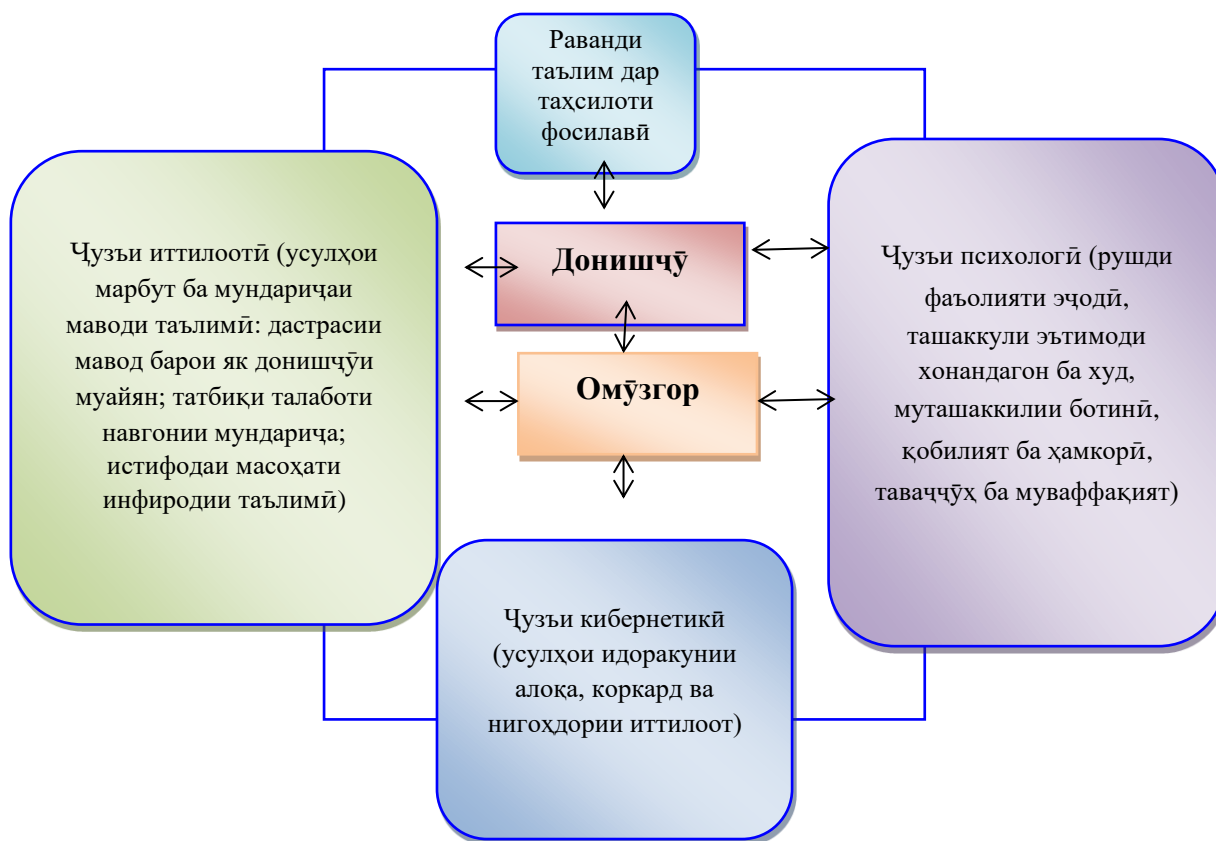 Раванди
таълим дар
таҳсилоти
фосилавӣ
Донишҷӯ
Омӯзгор
Ҷузъи иттилоотӣ (усулҳои
марбут ба мундариҷаи
маводи таълимӣ: дастрасии
мавод барои як донишҷӯи
муайян; татбиқи талаботи
навгонии мундариҷа;
истифодаи масоҳати
инфиродии таълимӣ)
Ҷузъи психологӣ (рушди
фаъолияти эҷодӣ,
ташаккули эътимоди
хонандагон ба худ,
муташаккилии ботинӣ,
қобилият ба ҳамкорӣ,
таваҷҷӯҳ ба муваффақият)
Ҷузъи кибернетикӣ
(усулҳои идоракунии
алоқа, коркард ва
нигоҳдории иттилоот)